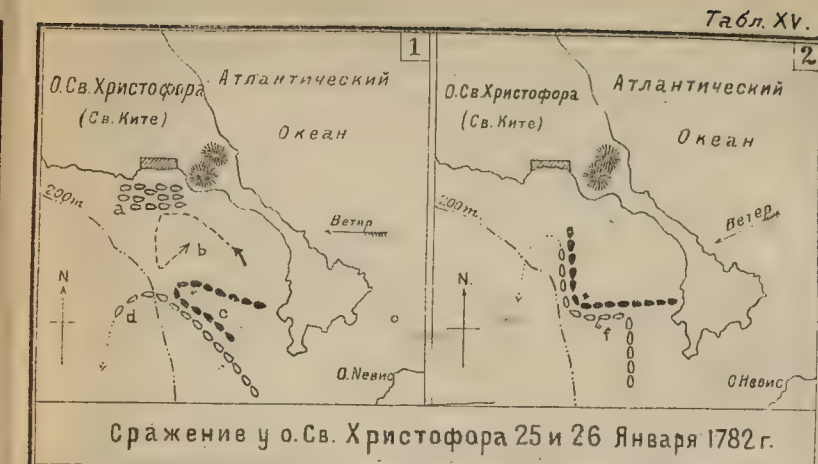 Табл. XV.
1
О.Св.Христофора
(Св. Ките)
Атлантический
Океан
200m.
a
b
Ветер
N
d
c
О.Невис
2
О.Св.Христофора
(Св. Ките)
Атлантический
Океан
200m.
Ветер
N.
f
О.Невис
Сражение у о.Св. Христофора 25 и 26 Января 1782 г.